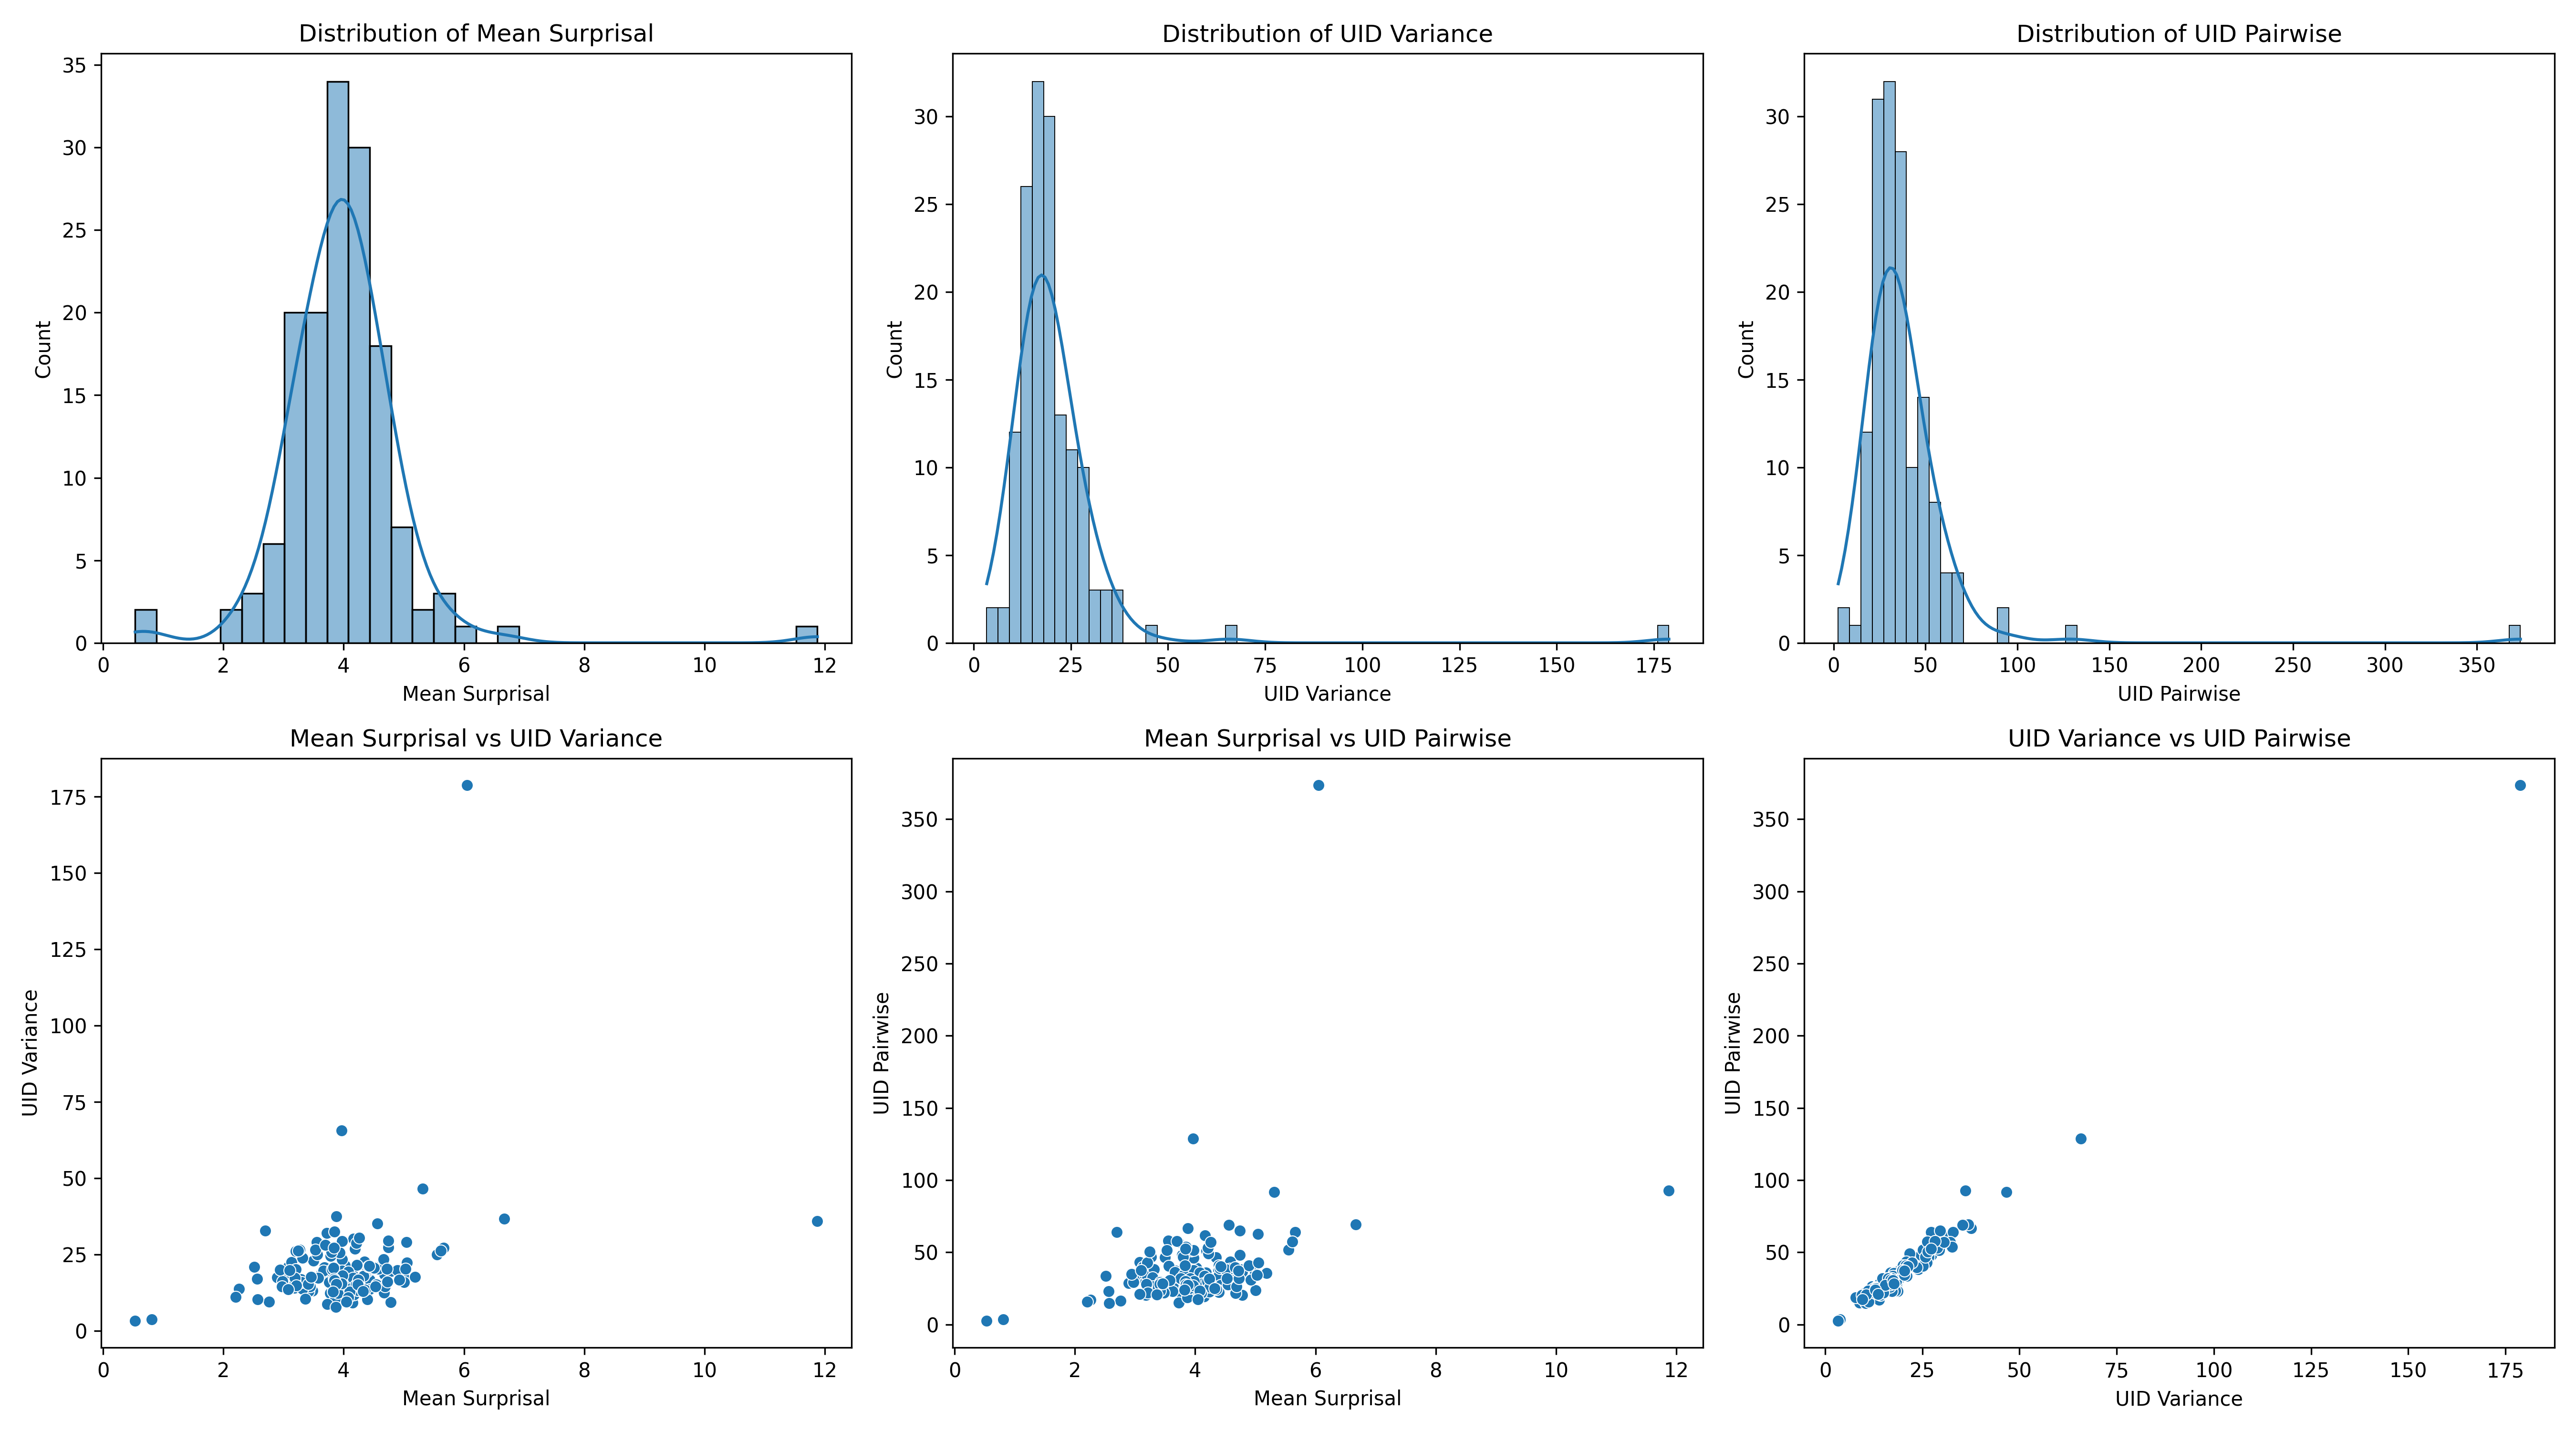 Distribution of Mean Surprisal
Count
35
30
25
20
15
10
5
0
0 2 4 6 8 10 12
Mean Surprisal
Distribution of UID Variance
Count
30
25
20
15
10
5
0
0 25 50 75 100 125 150 175
UID Variance
Distribution of UID Pairwise
Count
30
25
20
15
10
5
0
0 50 100 150 200 250 300 350
UID Pairwise
Mean Surprisal vs UID Variance
UID Variance
175
150
125
100
75
50
25
0
0 2 4 6 8 10 12
Mean Surprisal
Mean Surprisal vs UID Pairwise
UID Pairwise
350
300
250
200
150
100
50
0
0 2 4 6 8 10 12
Mean Surprisal
UID Variance vs UID Pairwise
UID Pairwise
350
300
250
200
150
100
50
0
0 25 50 75 100 125 150 175
UID Variance